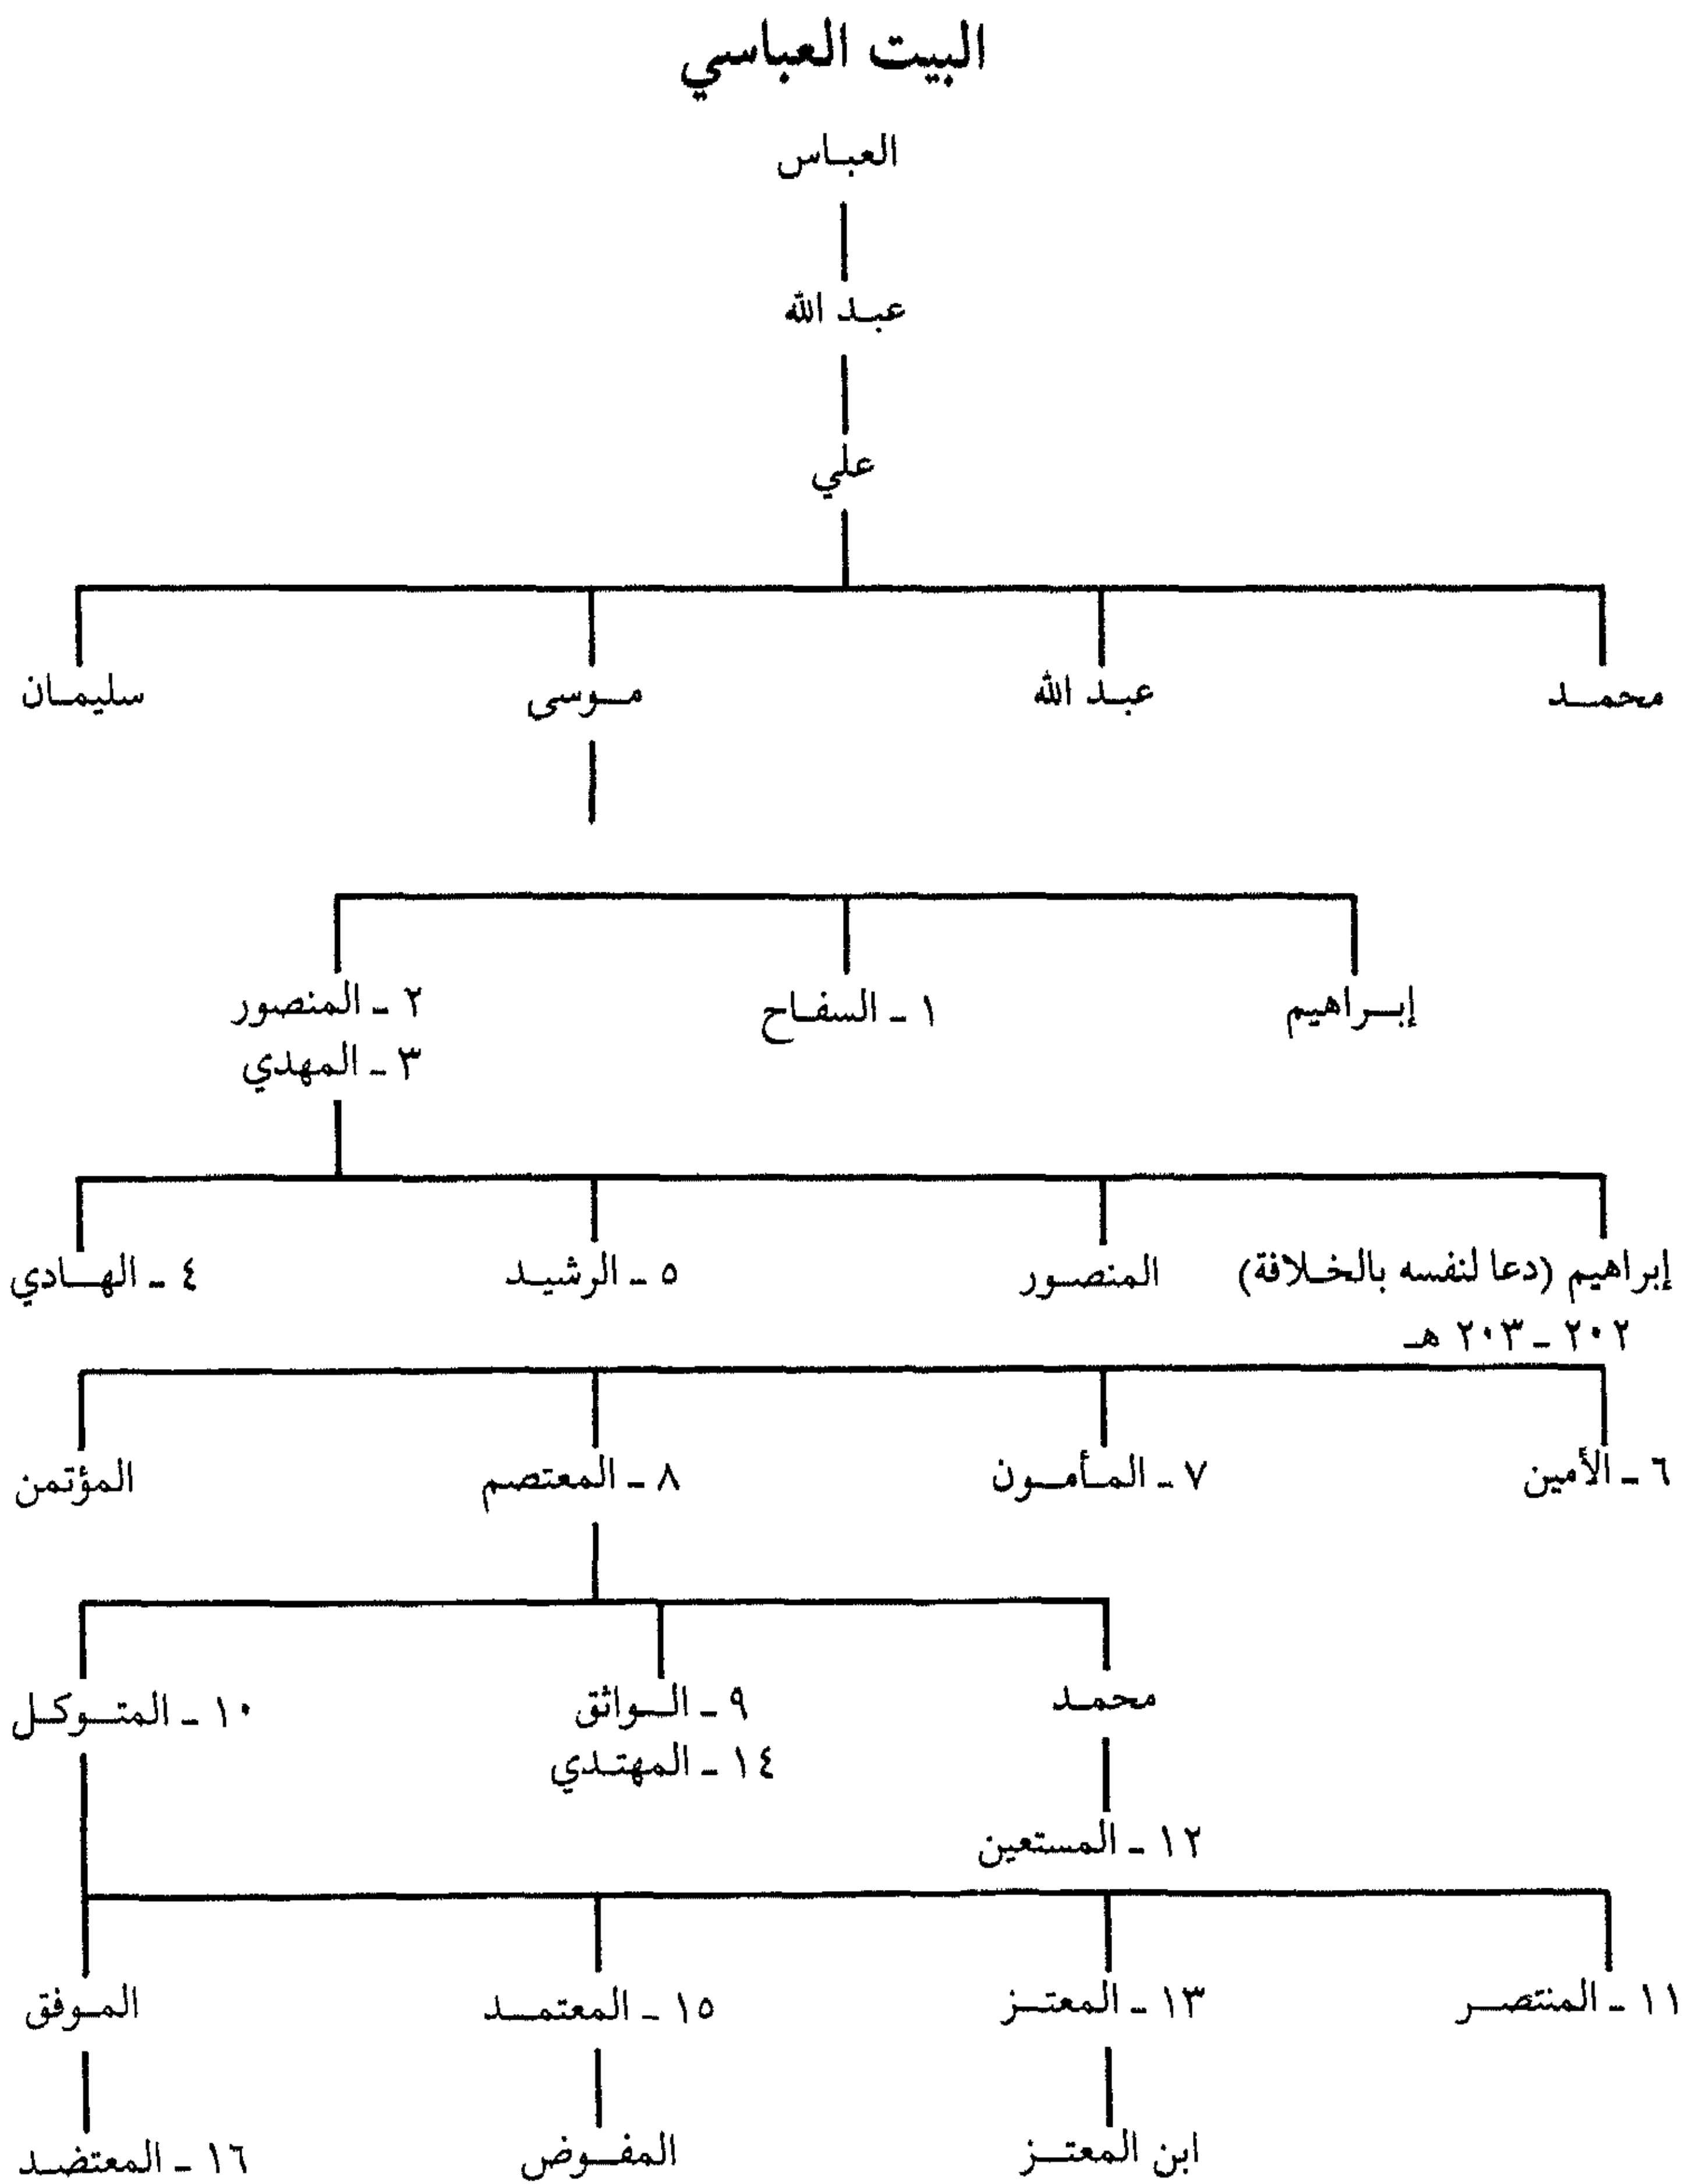 البيت العباسي
العباس
عبد الله
علي
محمد عبد الله موسى سليمان
إبراهيم ١ - السفاح ٢ - المنصور
٣ - المهدي
إبراهيم (دعا لنفسه بالخلافة) المنصور ٥ - الرشيد ٤ - الهادي
٢٠٢ - ٢٠٣ هـ
٦ - الأمين ٧ - المأمون ٨ - المعتصم المؤتمن
محمد ٩ - الواثق ١٠ - المتوكل
١٤ - المهتدي
١٢ - المستعين
١١ - المنتصر ١٣ - المعتز ١٥ - المعتمد الموفق
ابن المعتز المفوض ١٦ - المعتضد